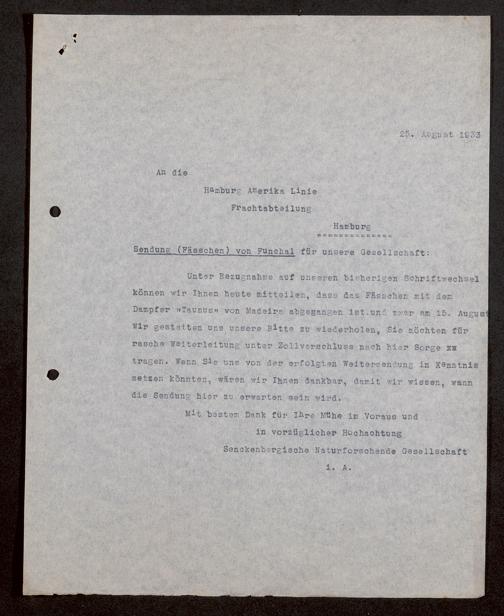 25. August 1933
An die
Hamburg Amerika Linie
Frachtabteilung
Hamburg
Sendung (Fässchen) von Funchal für unsere Gesellschaft:
Unter Bezugnahme auf unseren bisherigen Schriftwechsel
können wir Ihnen heute mitteilen, dass das Fässchen mit dem
Dampfer "Taunus" von Madeira abgegangen ist.und zwar am 15. August
Wir gestatten uns unsere Bitte zu wiederholen, Sie möchten für
rasche Weiterleitung unter Zollverschluss nach hier Sorge zu
tragen. Wenn Sie uns von der erfolgten Weitersendung in Kenntnis
setzen könnten, wären wir Ihnen dankbar, damit wir wissen, wann
die Sendung hier zu erwarten sein wird.
Mit bestem Dank für Ihre Mühe im Voraus und
in vorzüglicher Hochachtung
Senckenbergische Naturforschende Gesellschaft
i. A.